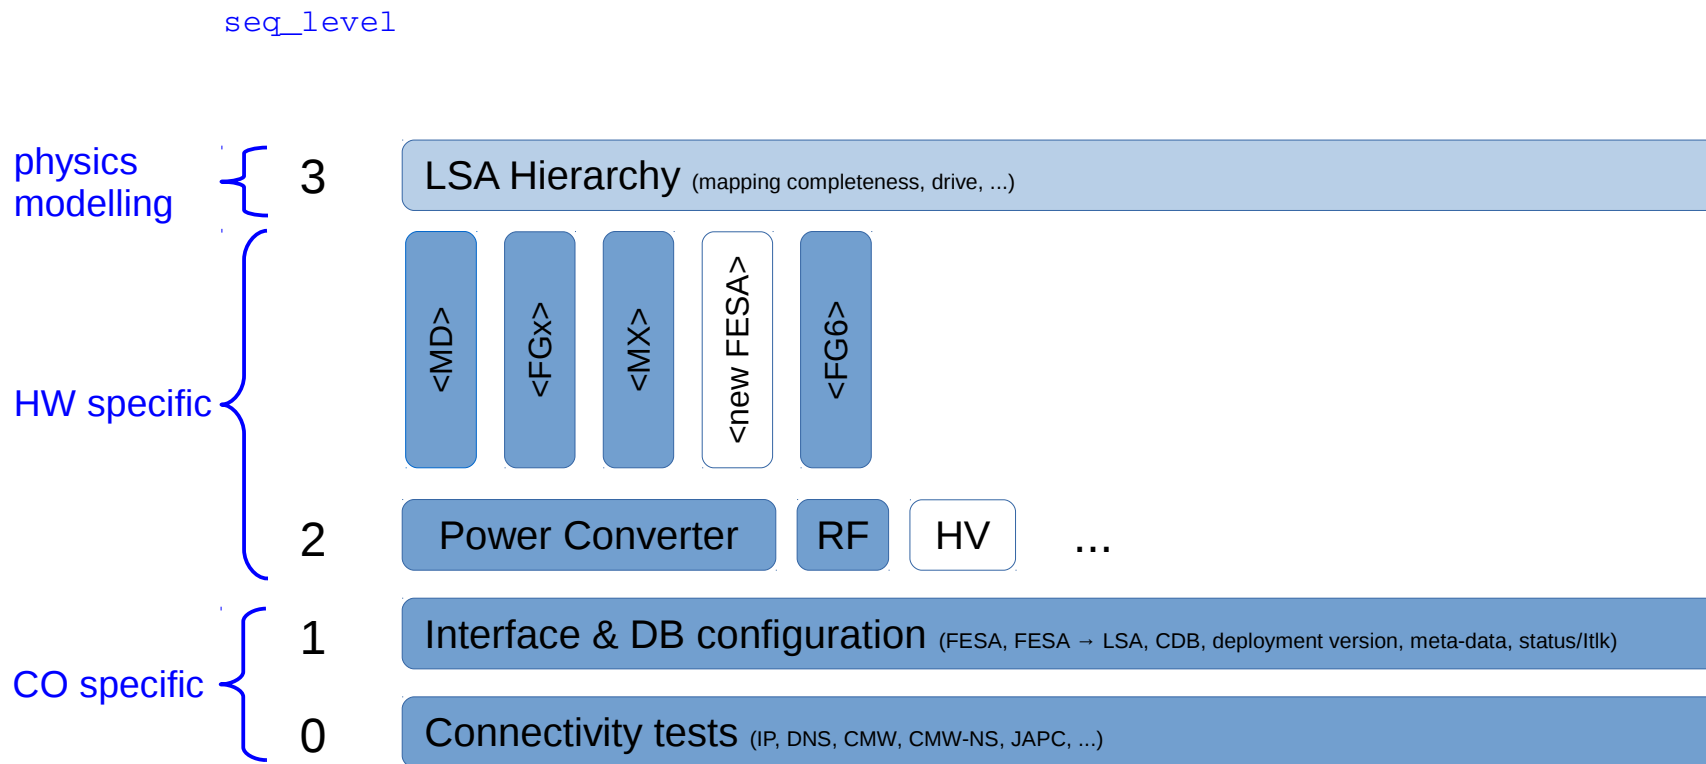 seq_level
physics
modelling
3
LSA Hierarchy (mapping completeness, drive, ...)
<MD>
<FGx>
<MX>
<new FESA>
<FG6>
HW specific
2
Power Converter
RF
HV
...
1
Interface & DB configuration (FESA, FESA → LSA, CDB, deployment version, meta-data, status/Itlk)
CO specific
0
Connectivity tests (IP, DNS, CMW, CMW-NS, JAPC, ...)